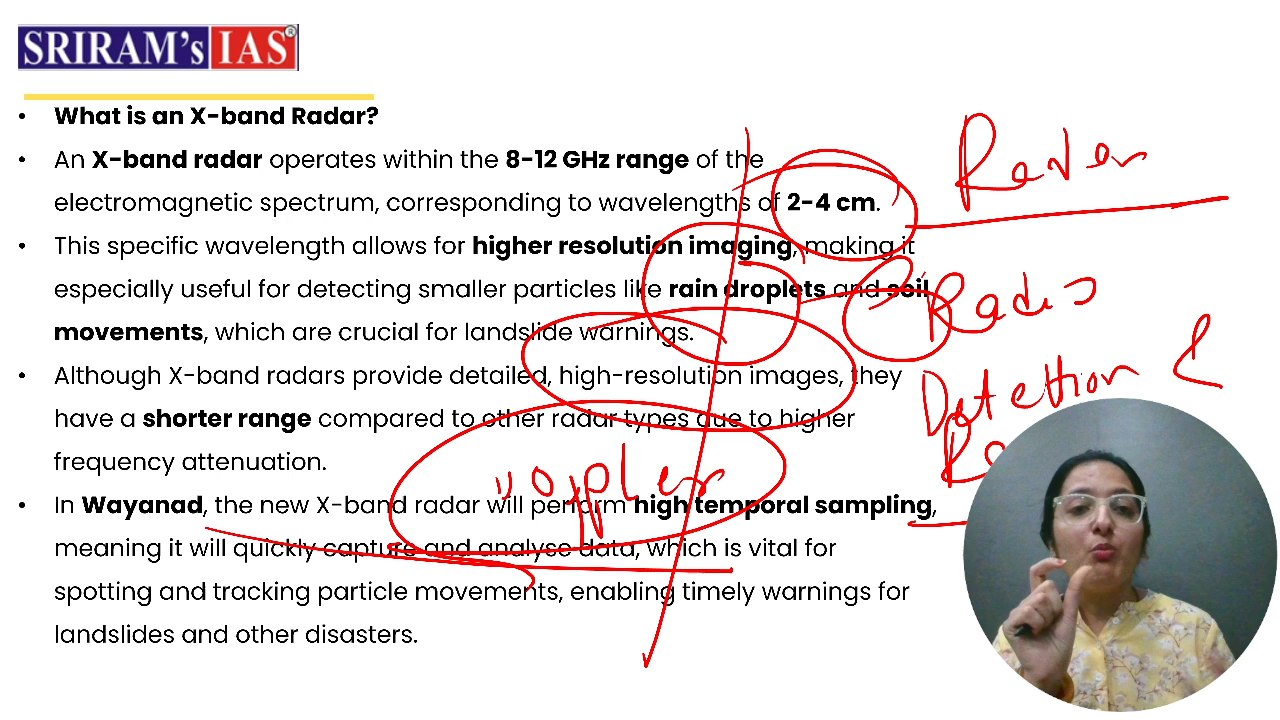 SRIRAM's IAS®
• What is an X-band Radar?
• An X-band radar operates within the 8-12 GHz range of the
electromagnetic spectrum, corresponding to wavelengths of 2-4 cm.
• This specific wavelength allows for higher resolution imaging, making it
especially useful for detecting smaller particles like rain droplets and soil
movements, which are crucial for landslide warnings.
• Although X-band radars provide detailed, high-resolution images, they
have a shorter range compared to other radar types due to higher
frequency attenuation.
• In Wayanad, the new X-band radar will perform high temporal sampling,
meaning it will quickly capture and analyse data, which is vital for
spotting and tracking particle movements, enabling timely warnings for
landslides and other disasters.
Radar
&